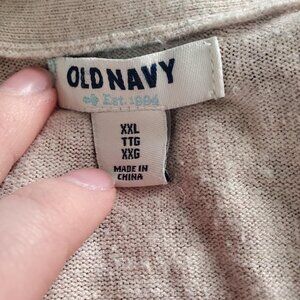 OLD NAVY
Est. 1994
XXL
TTG
XXG
MADE IN
CHINA